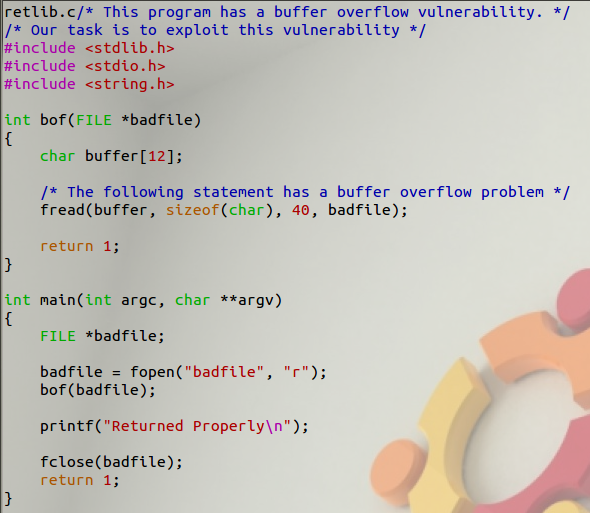 retlib.c/* This program has a buffer overflow vulnerability. */
/* Our task is to exploit this vulnerability */
#include <stdlib.h>
#include <stdio.h>
#include <string.h>

int bof(FILE *badfile)
{
    char buffer[12];

    /* The following statement has a buffer overflow problem */
    fread(buffer, sizeof(char), 40, badfile);

    return 1;
}

int main(int argc, char **argv)
{
    FILE *badfile;

    badfile = fopen("badfile", "r");
    bof(badfile);

    printf("Returned Properly\n");

    fclose(badfile);
    return 1;
}